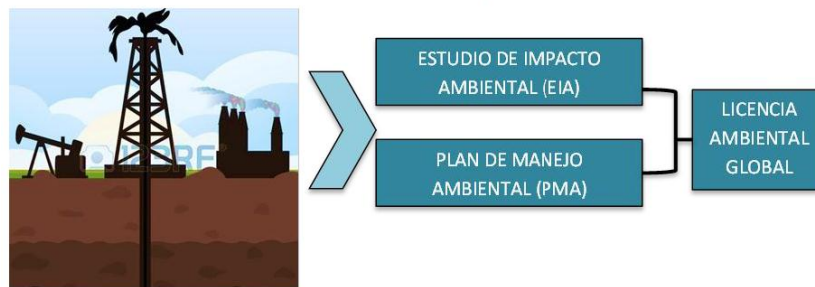 ESTUDIO DE IMPACTO
AMBIENTAL (EIA)
PLAN DE MANEJO
AMBIENTAL (PMA)
LICENCIA
AMBIENTAL
GLOBAL